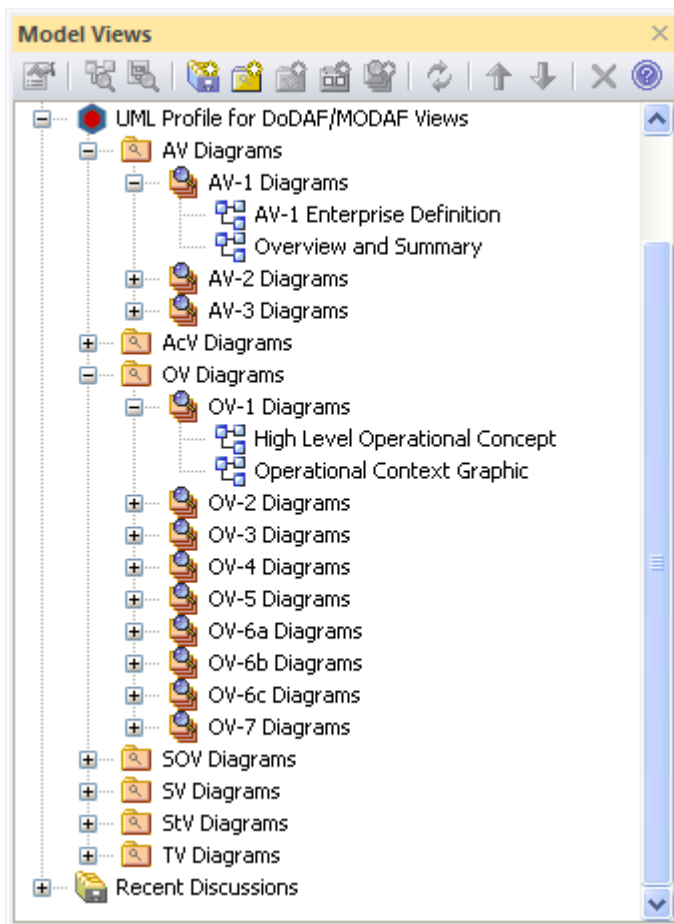 Model Views
UML Profile for DoDAF/MODAF Views
AV Diagrams
AV-1 Diagrams
AV-1 Enterprise Definition
Overview and Summary
AV-2 Diagrams
AV-3 Diagrams
AcV Diagrams
OV Diagrams
OV-1 Diagrams
High Level Operational Concept
Operational Context Graphic
OV-2 Diagrams
OV-3 Diagrams
OV-4 Diagrams
OV-5 Diagrams
OV-6a Diagrams
OV-6b Diagrams
OV-6c Diagrams
OV-7 Diagrams
SOV Diagrams
SV Diagrams
StV Diagrams
TV Diagrams
Recent Discussions